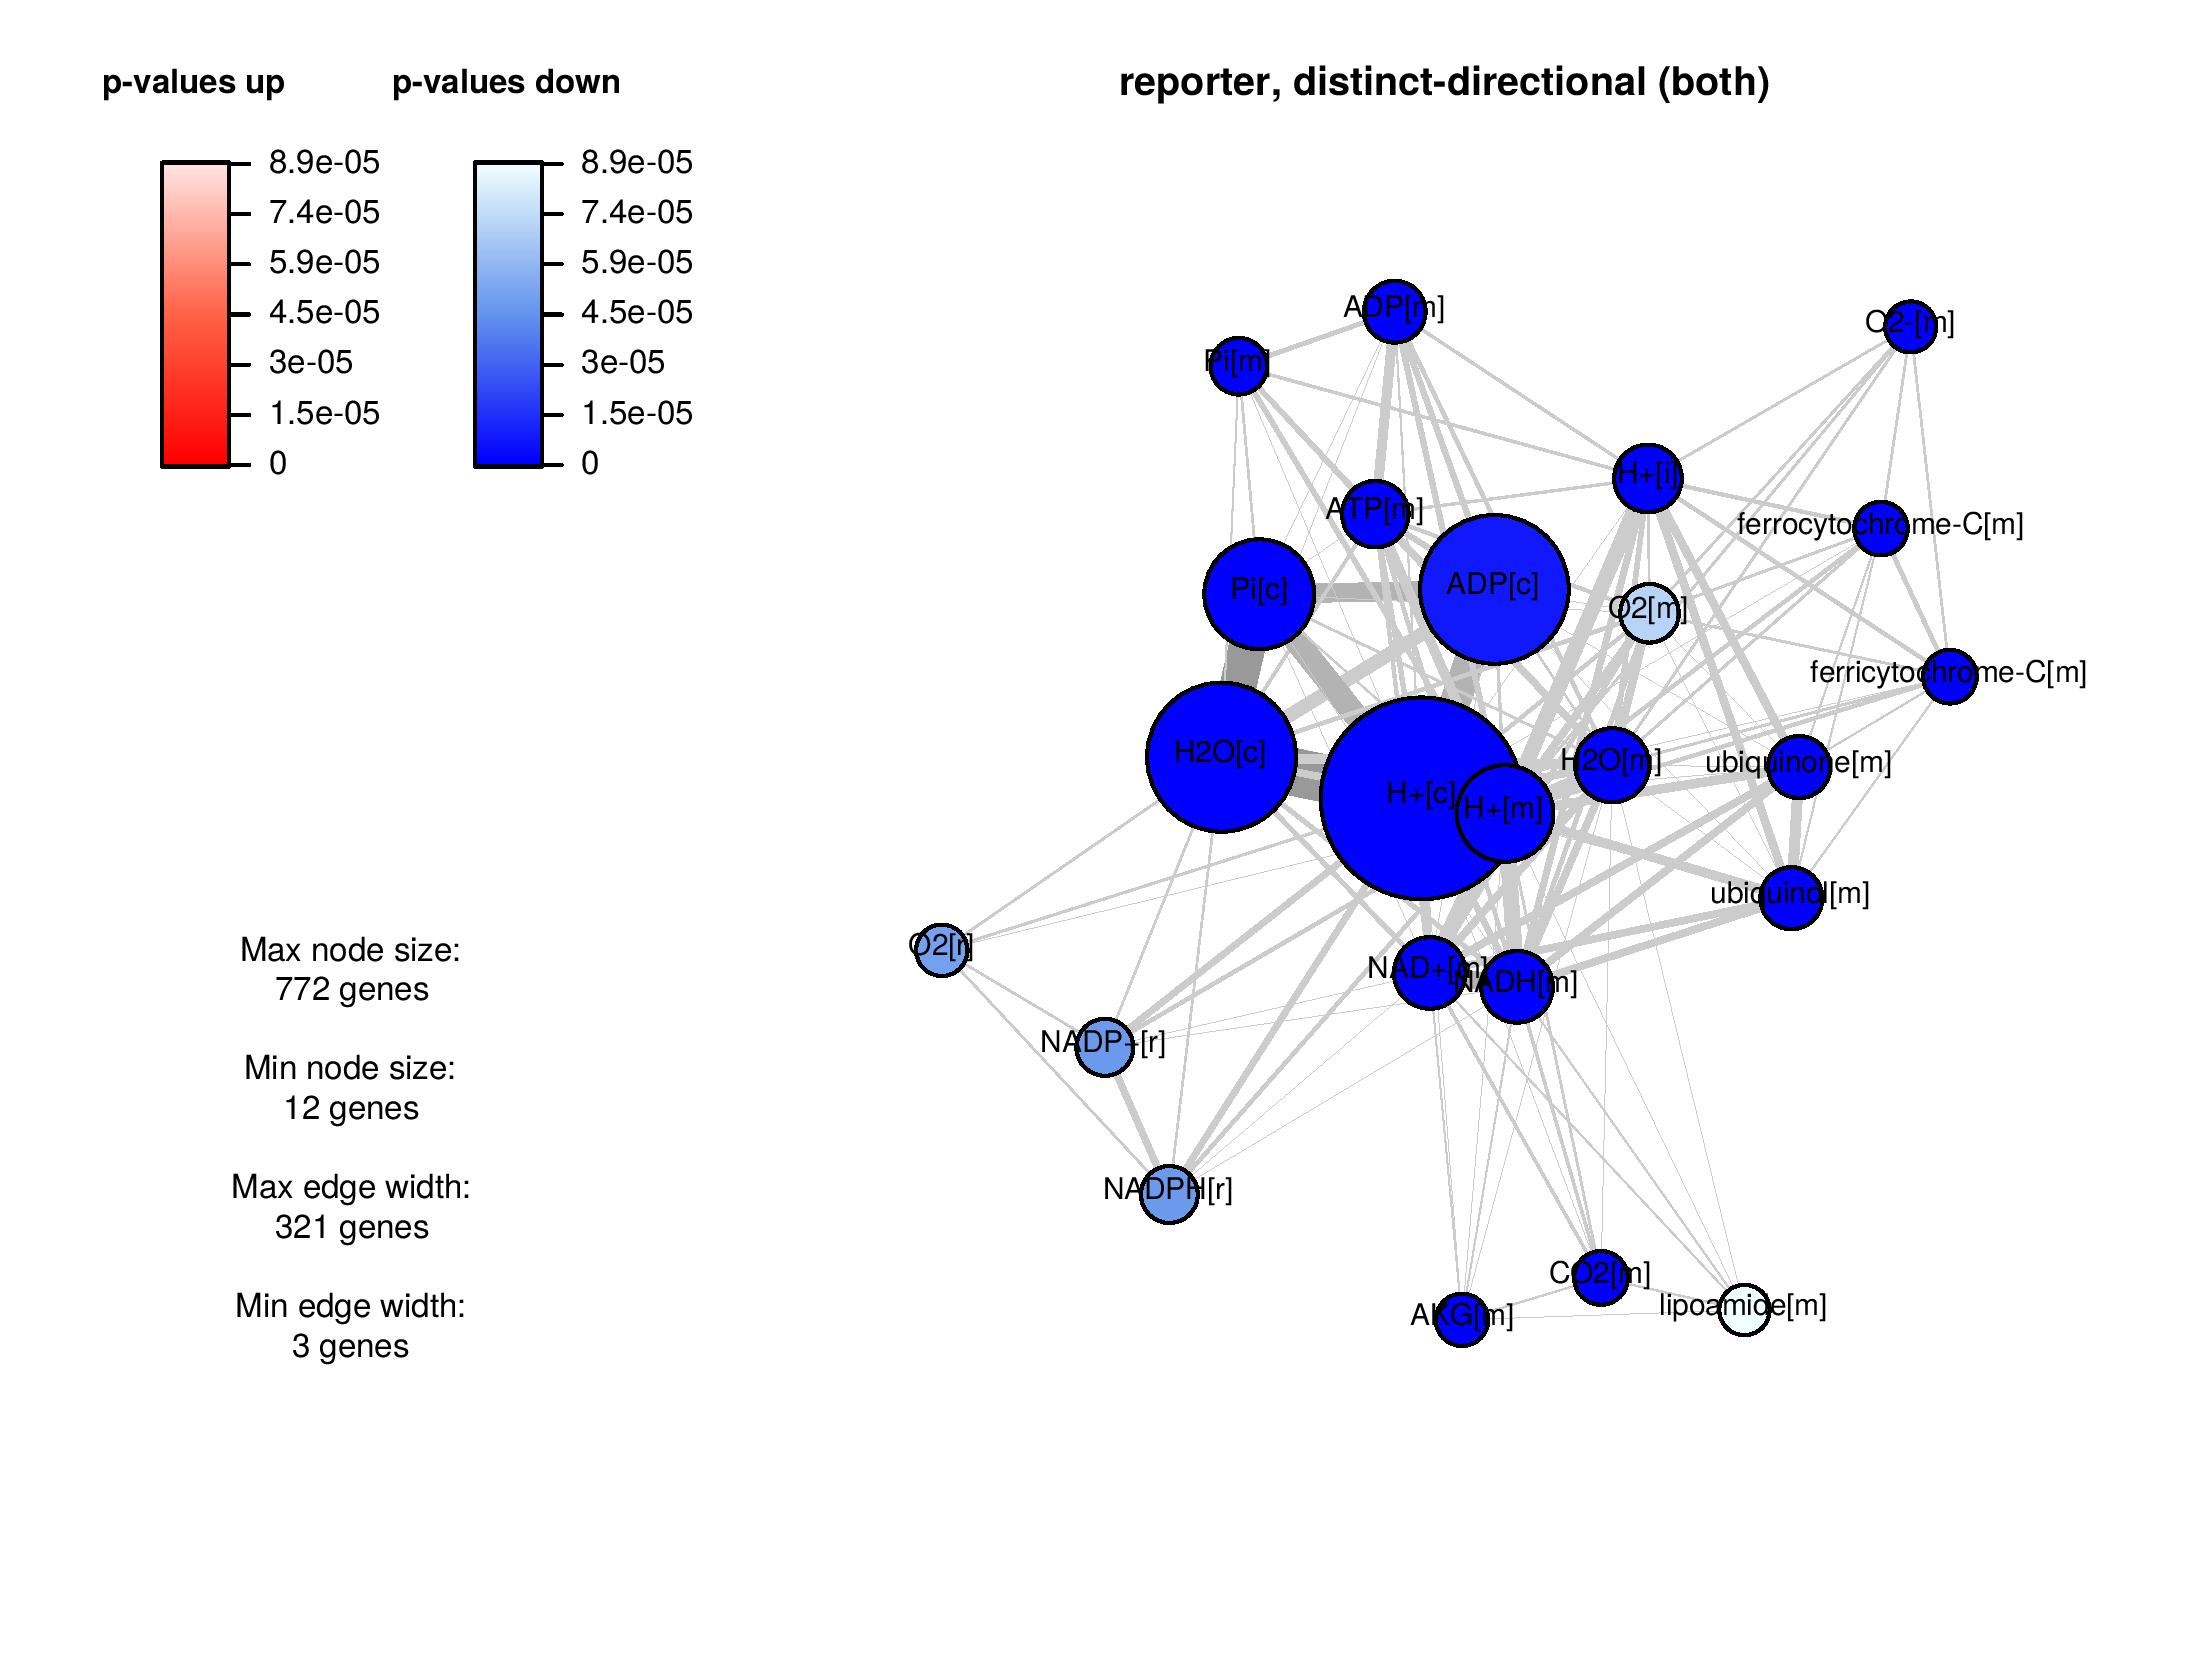 p-values up
p-values down
reporter, distinct-directional (both)
8.9e-05
7.4e-05
5.9e-05
4.5e-05
3e-05
1.5e-05
0
8.9e-05
7.4e-05
5.9e-05
4.5e-05
3e-05
1.5e-05
0
ADP[m]
O2-[m]
Pi[m]
H+[i]
ATP[m]
ferrocytochrome-C[m]
Pi[c]
ADP[c]
O2[m]
ferricytochrome-C[m]
H2O[c]
H2O[m]
ubiquinone[m]
H+[c]
H+[m]
ubiquinol[m]
O2[r]
NAD+[m]
NADH[m]
NADP+[r]
NADPH[r]
CO2[m]
lipoamide[m]
AKG[m]
Max node size:
772 genes
Min node size:
12 genes
Max edge width:
321 genes
Min edge width:
3 genes